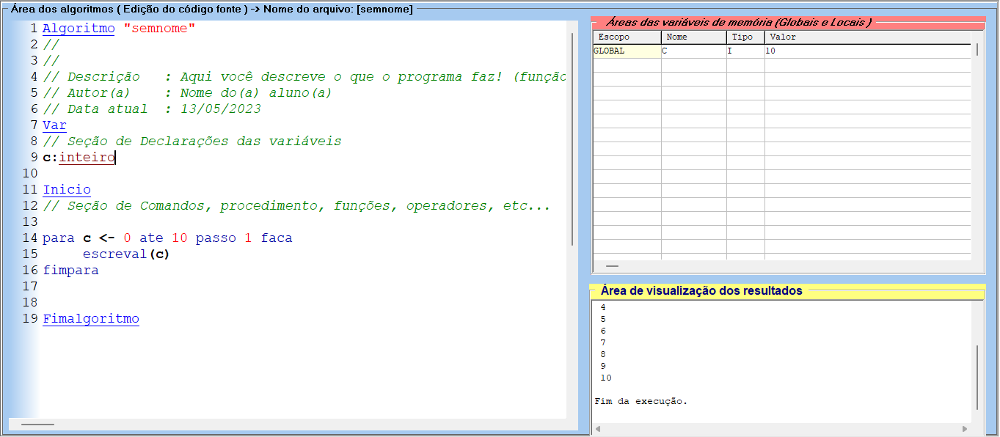 Área dos algoritmos ( Edição do código fonte ) -> Nome do arquivo: [semnome]
1 Algoritmo "semnome"
2 //
3 //
4 // Descrição   : Aqui você descreve o que o programa faz! (função
5 // Autor(a)    : Nome do(a) aluno(a)
6 // Data atual  : 13/05/2023
7 Var
8 // Seção de Declarações das variáveis
9 c:inteiro
10
11 Inicio
12 // Seção de Comandos, procedimento, funções, operadores, etc...
13
14 para c <- 0 ate 10 passo 1 faca
15      escreval(c)
16 fimpara
17
18
19 Fimalgoritmo
Áreas das variáveis de memória (Globais e Locais )
Escopo Nome Tipo Valor
GLOBAL C I 10
Área de visualização dos resultados
4
5
6
7
8
9
10
Fim da execução.